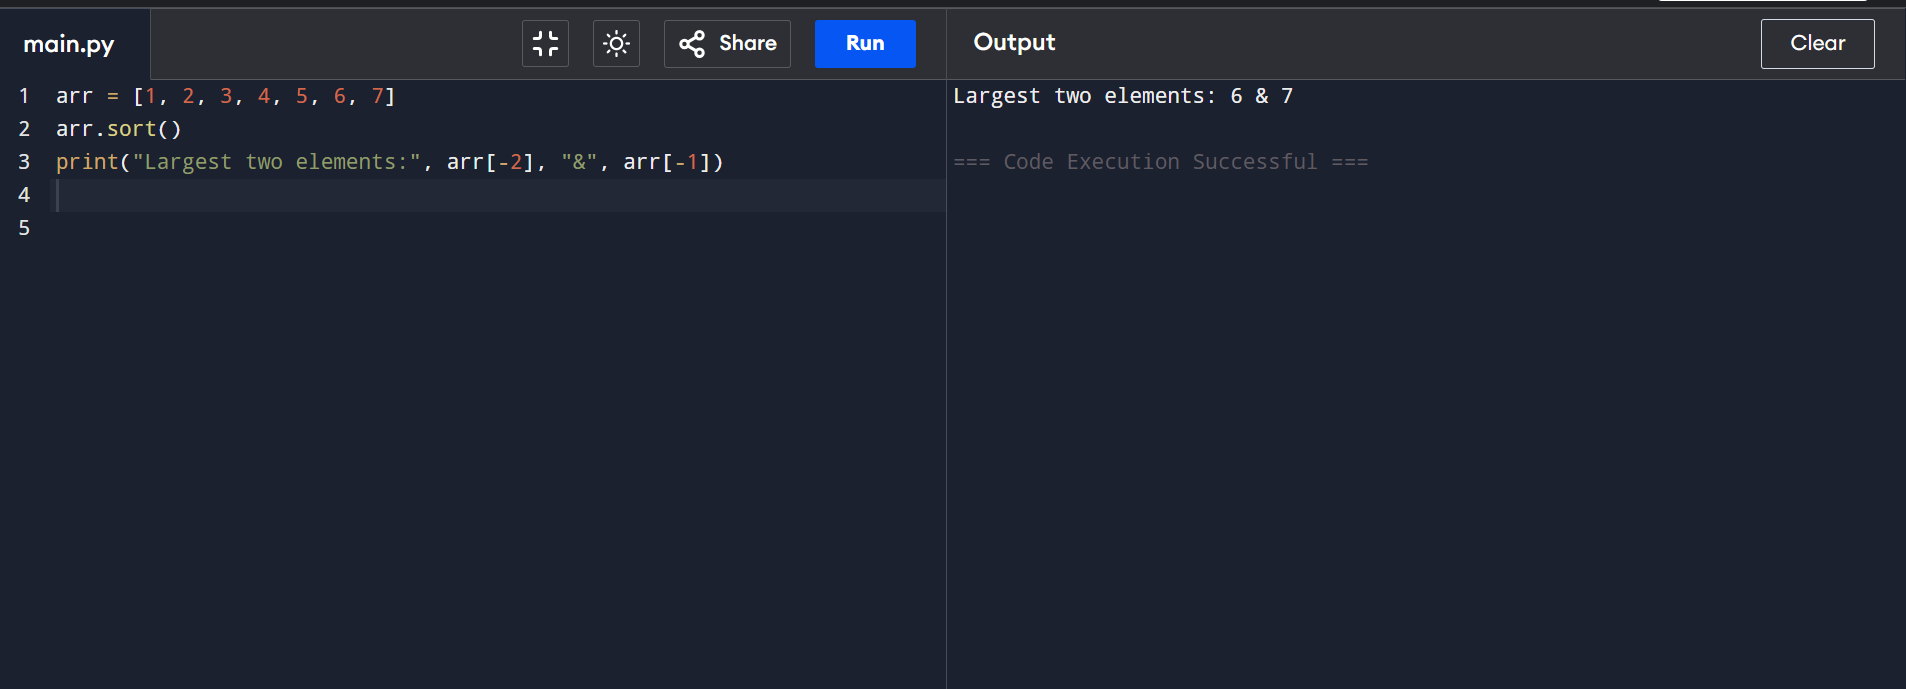 main.py
Share
Run
Output
Clear
1 arr = [1, 2, 3, 4, 5, 6, 7]
2 arr.sort()
3 print("Largest two elements:", arr[-2], "&", arr[-1])
4
5
Largest two elements: 6 & 7
=== Code Execution Successful ===